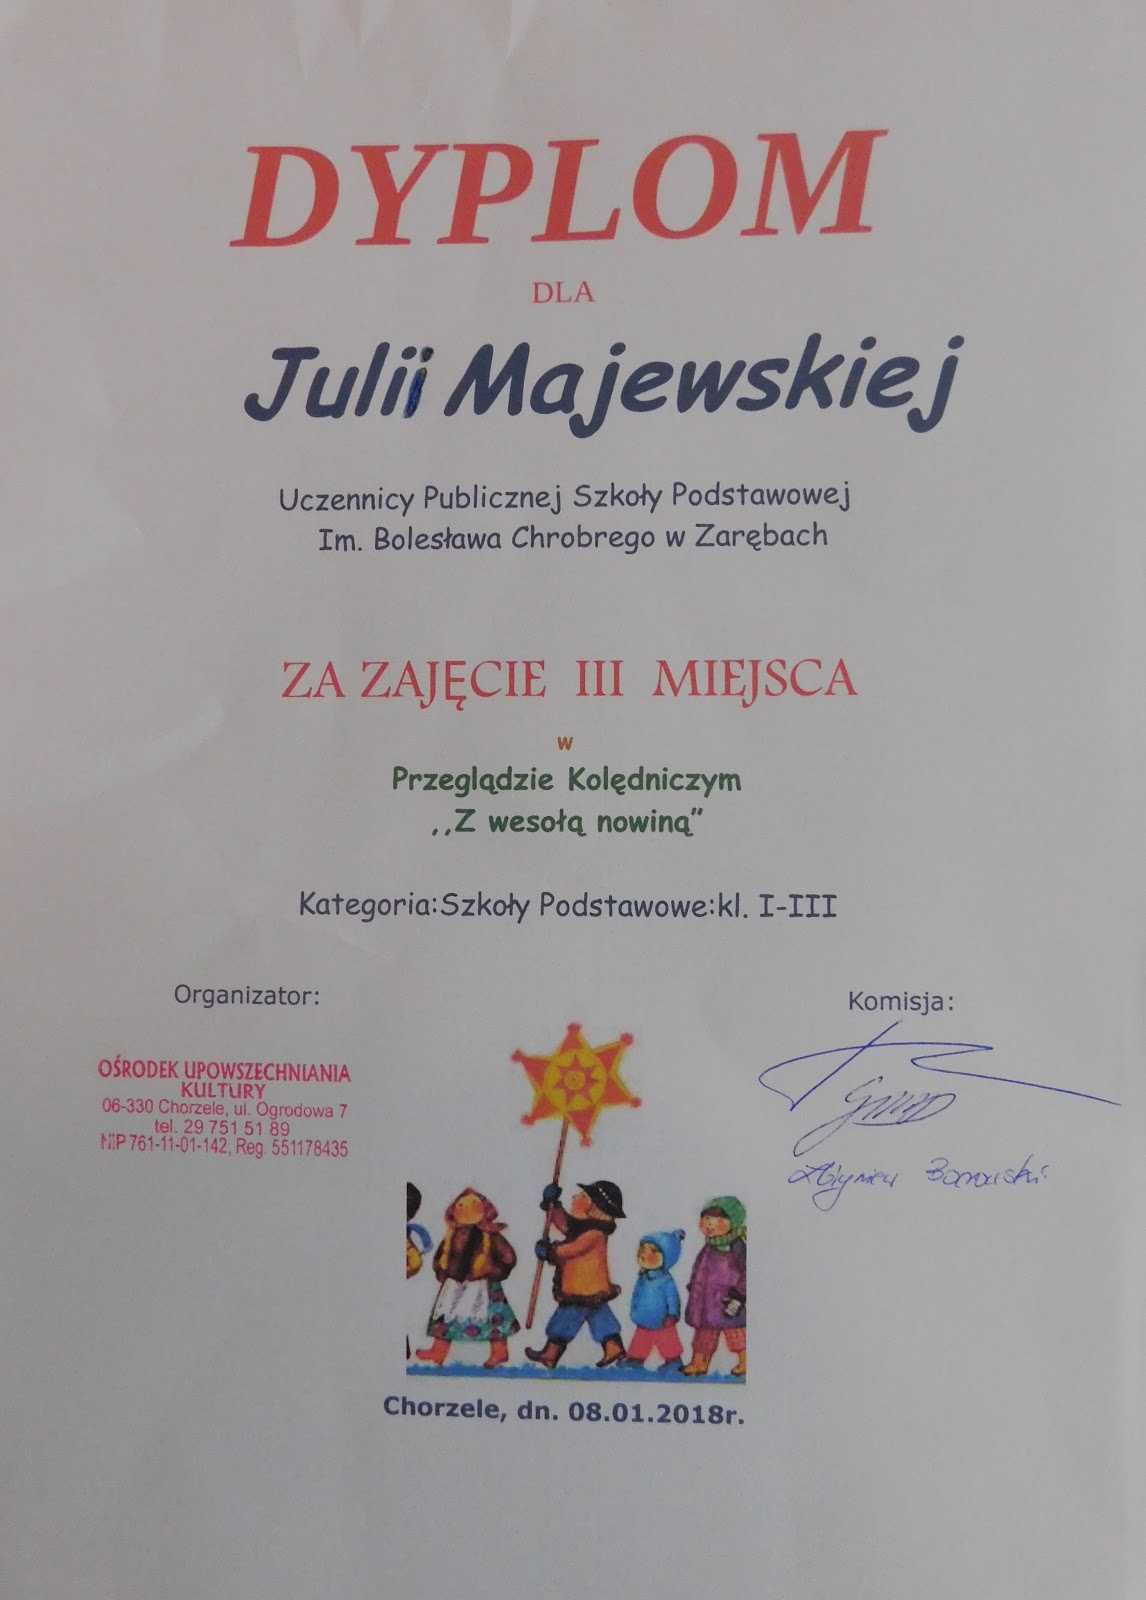 DYPLOM
DLA
Julii Majewskiej
Uczennicy Publicznej Szkoły Podstawowej
Im. Bolesława Chrobrego w Zarębach
ZA ZAJĘCIE III MIEJSCA
w
Przeglądzie Kolędniczym
,,Z wesołą nowiną”
Kategoria:Szkoły Podstawowe:kl. I-III
Organizator:
Komisja:
OŚRODEK UPOWSZECHNIANIA
KULTURY
06-330 Chorzele, ul. Ogrodowa 7
tel. 29 751 51 89
NIP 761-11-01-142, Reg. 551178435
Zbigniew
Chorzele, dn. 08.01.2018r.